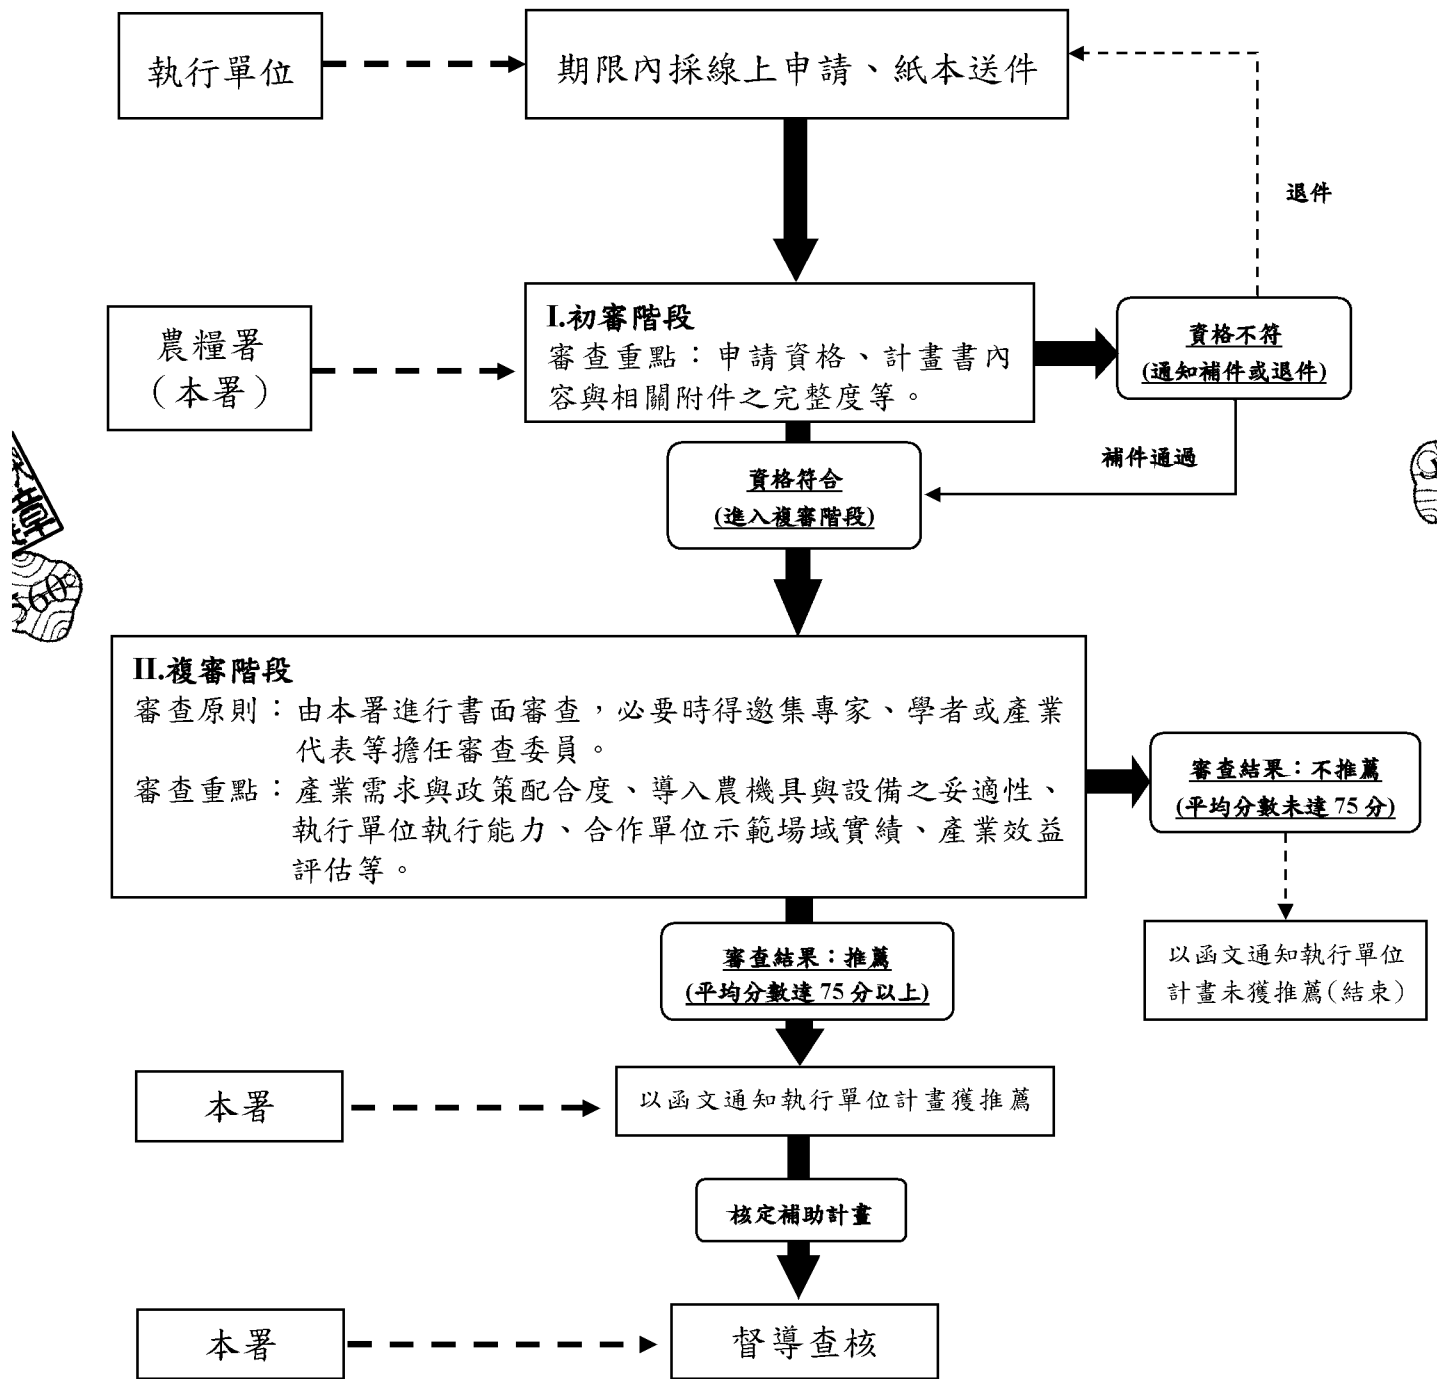 執行單位
期限內採線上申請、紙本送件
退件
農糧署
（本署）
I.初審階段
審查重點：申請資格、計畫書內
容與相關附件之完整度等。
資格不符
(通知補件或退件)
補件通過
資格符合
(進入複審階段)
章
60
II.複審階段
審查原則：由本署進行書面審查，必要時得邀集專家、學者或產業
代表等擔任審查委員。
審查重點：產業需求與政策配合度、導入農機具與設備之妥適性、
執行單位執行能力、合作單位示範場域實績、產業效益
評估等。
審查結果：不推薦
(平均分數未達 75 分)
以函文通知執行單位
計畫未獲推薦(結束)
審查結果：推薦
(平均分數達 75 分以上)
本署
以函文通知執行單位計畫獲推薦
核定補助計畫
本署
督導查核